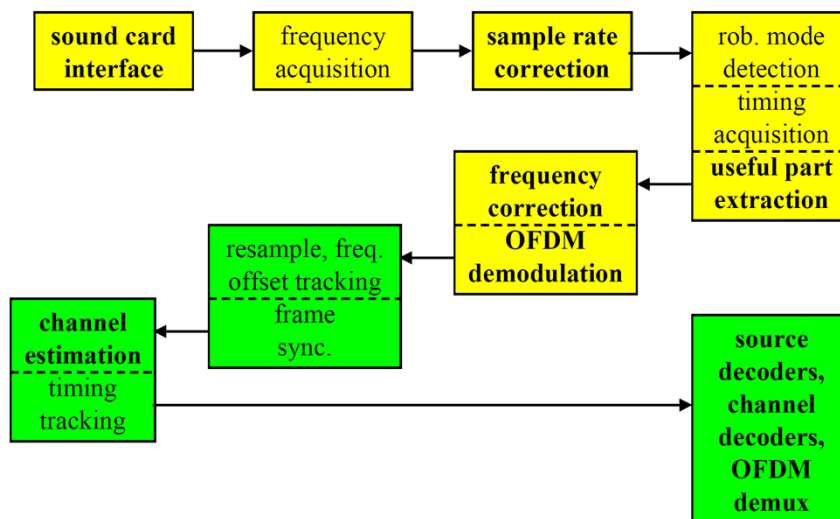 sound card
interface
frequency
acquisition
sample rate
correction
rob. mode
detection
timing
acquisition
useful part
extraction
frequency
correction
OFDM
demodulation
resample, freq.
offset tracking
frame
sync.
channel
estimation
timing
tracking
source
decoders,
channel
decoders,
OFDM
demux